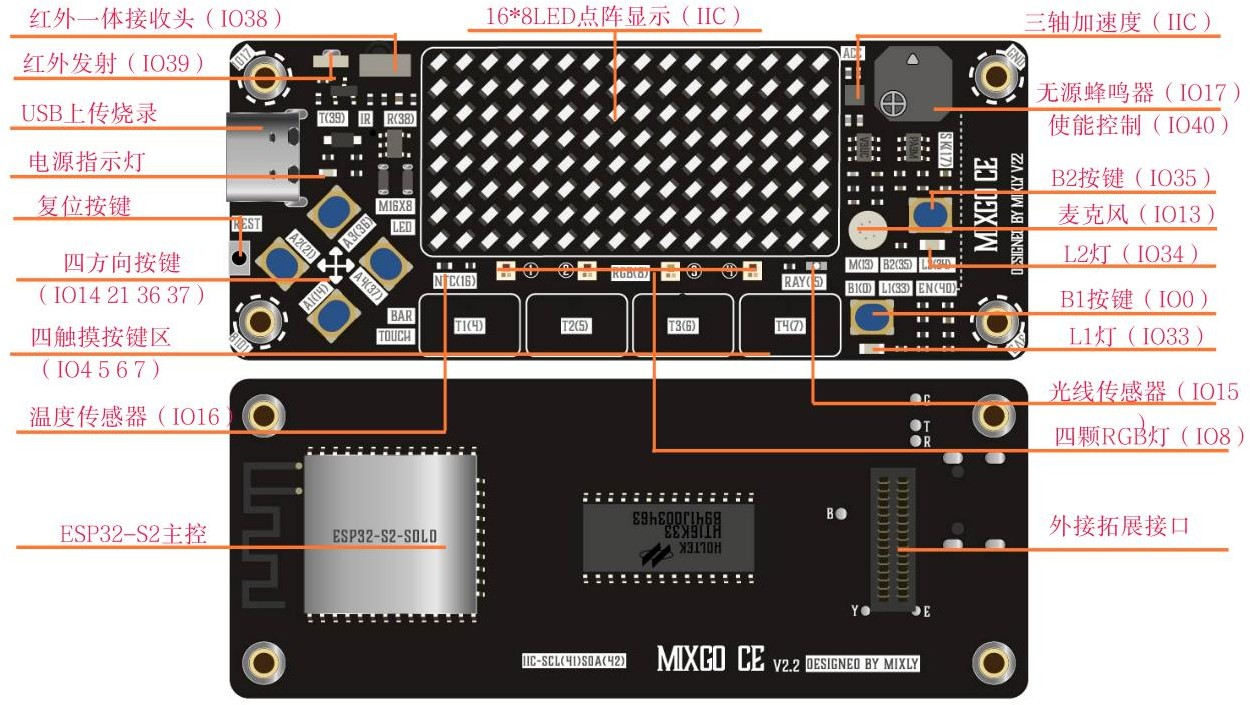 红外一体接收头（IO38）
16*8LED点阵显示（IIC）
三轴加速度（IIC）
红外发射（IO39）
无源蜂鸣器（IO17）
使能控制（IO40）
USB上传烧录
电源指示灯
B2按键（IO35）
复位按键
麦克风（IO13）
四方向按键
（IO14 21 36 37）
L2灯（IO34）
B1按键（IO0）
四触摸按键区
（IO4 5 6 7）
L1灯（IO33）
温度传感器（IO16）
光线传感器（IO15
）
四颗RGB灯（IO8）
ESP32-S2主控
外接拓展接口
GND
T(39)
IR
R(38)
SK(17)
M16X8
LED
A2(21)
A3(36)
A1(14)
A4(37)
NTC(16)
①
②
RGB(8)
③
④
RAY(15)
M(13)
B2(35)
L2(34)
B1(0)
L1(33)
EN(40)
BAR
TOUCH
T1(4)
T2(5)
T3(6)
T4(7)
MIXGO CE
DESIGNED BY MIXLY V22
G
T
R
B
Y
E
ESP32-S2-SOLO
HOLTEK
HT16K33
B941J0003463
IIC-SCL(41)SDA(42)
MIXGO CE V2.2 DESIGNED BY MIXLY